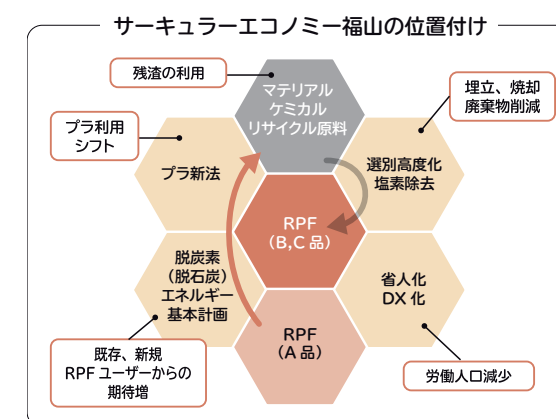 サーキュラーエコノミー福山の位置付け
残渣の利用
マテリアル
ケミカル
リサイクル原料
埋立、焼却
廃棄物削減
プラ利用
シフト
プラ新法
選別高度化
塩素除去
RPF
(B,C 品)
脱炭素
(脱石炭)
エネルギー
基本計画
省人化
DX 化
RPF
(A 品)
既存、新規
RPF ユーザーからの
期待増
労働人口減少